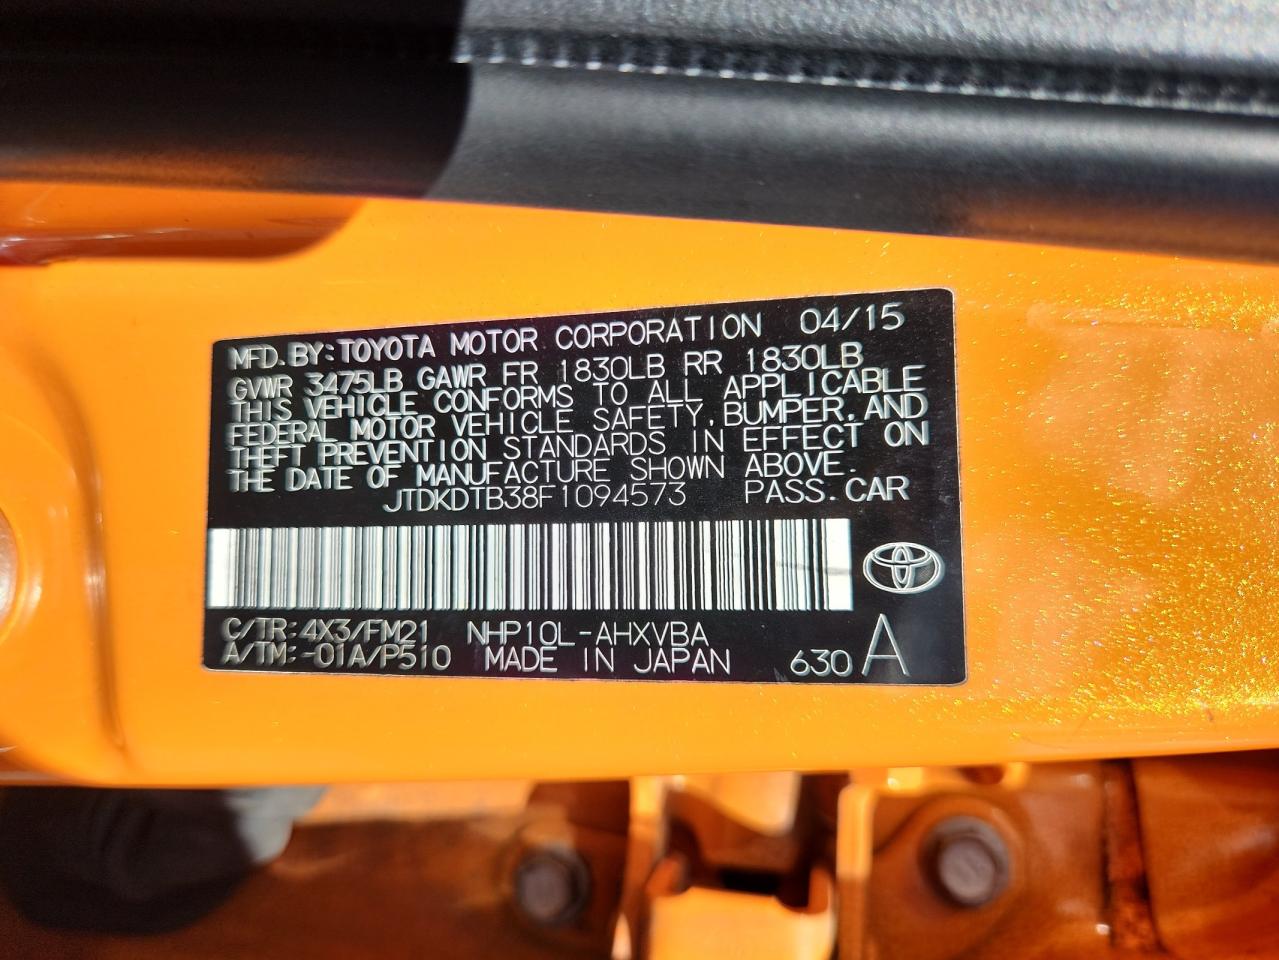 MFD.BY:TOYOTA MOTOR CORPORATION 04/15
GVWR 3475LB GAWR FR 1830LB RR 1830LB
THIS VEHICLE CONFORMS TO ALL APPLICABLE
FEDERAL MOTOR VEHICLE SAFETY,BUMPER,AND
THEFT PREVENTION STANDARDS IN EFFECT ON
THE DATE OF MANUFACTURE SHOWN ABOVE.
JTDKDTB38F1094573 PASS.CAR
C/TR:4X3/FM21 NHP10L-AHXVBA
A/TM:-01A/P510 MADE IN JAPAN 630 A